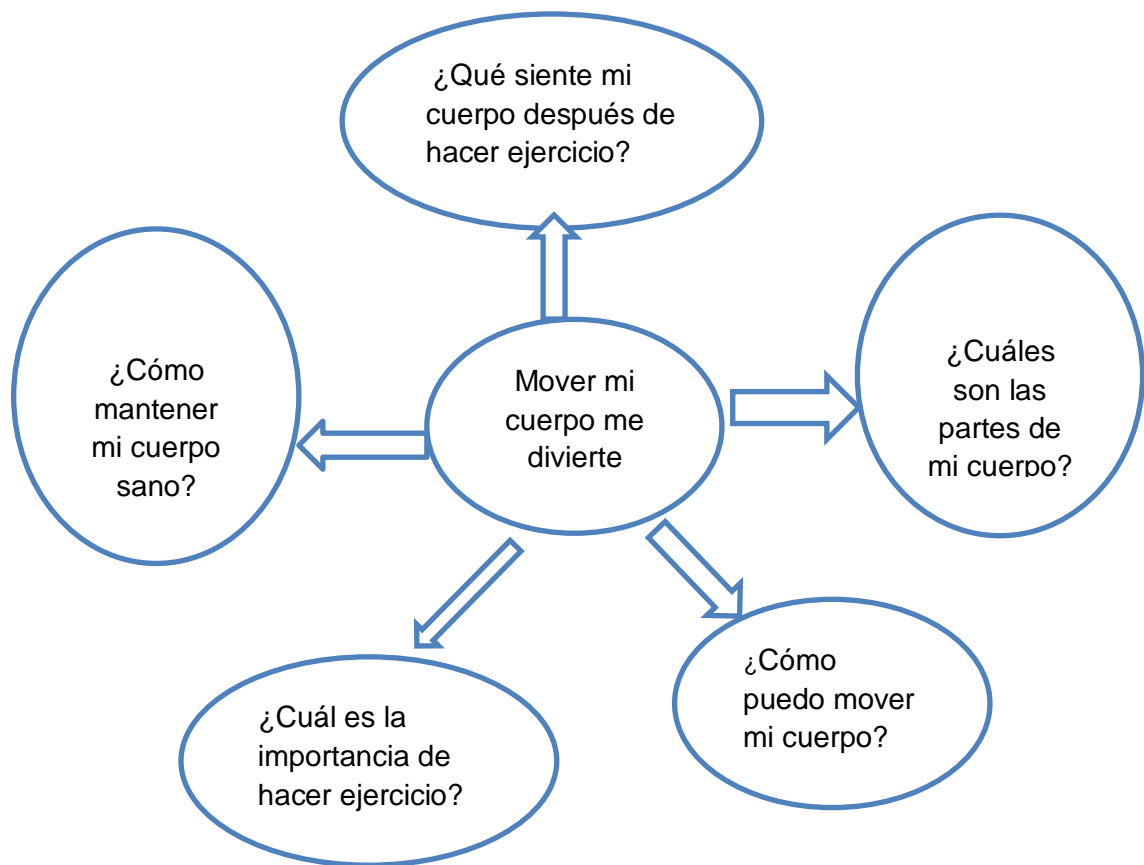 ¿Qué siente mi
cuerpo después de
hacer ejercicio?
¿Cómo
mantener
mi cuerpo
sano?
Mover mi
cuerpo me
divierte
¿Cuáles
son las
partes de
mi cuerpo?
¿Cuál es la
importancia de
hacer ejercicio?
¿Cómo
puedo mover
mi cuerpo?